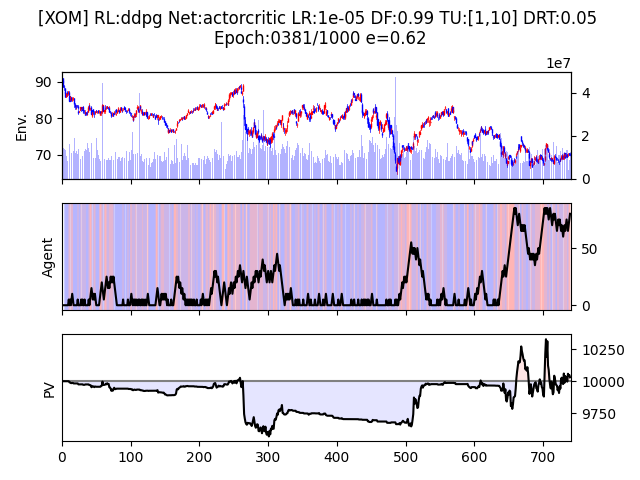 [XOM] RL:ddpg Net:actorcritic LR:1e-05 DF:0.99 TU:[1,10] DRT:0.05
Epoch:0381/1000 e=0.62
1e7
Env.
90
80
70
4
2
0
Agent
50
0
PV
10250
10000
9750
0 100 200 300 400 500 600 700